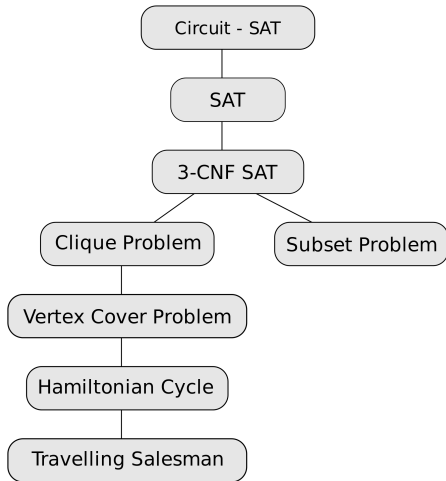 Circuit - SAT
SAT
3-CNF SAT
Clique Problem
Subset Problem
Vertex Cover Problem
Hamiltonian Cycle
Travelling Salesman